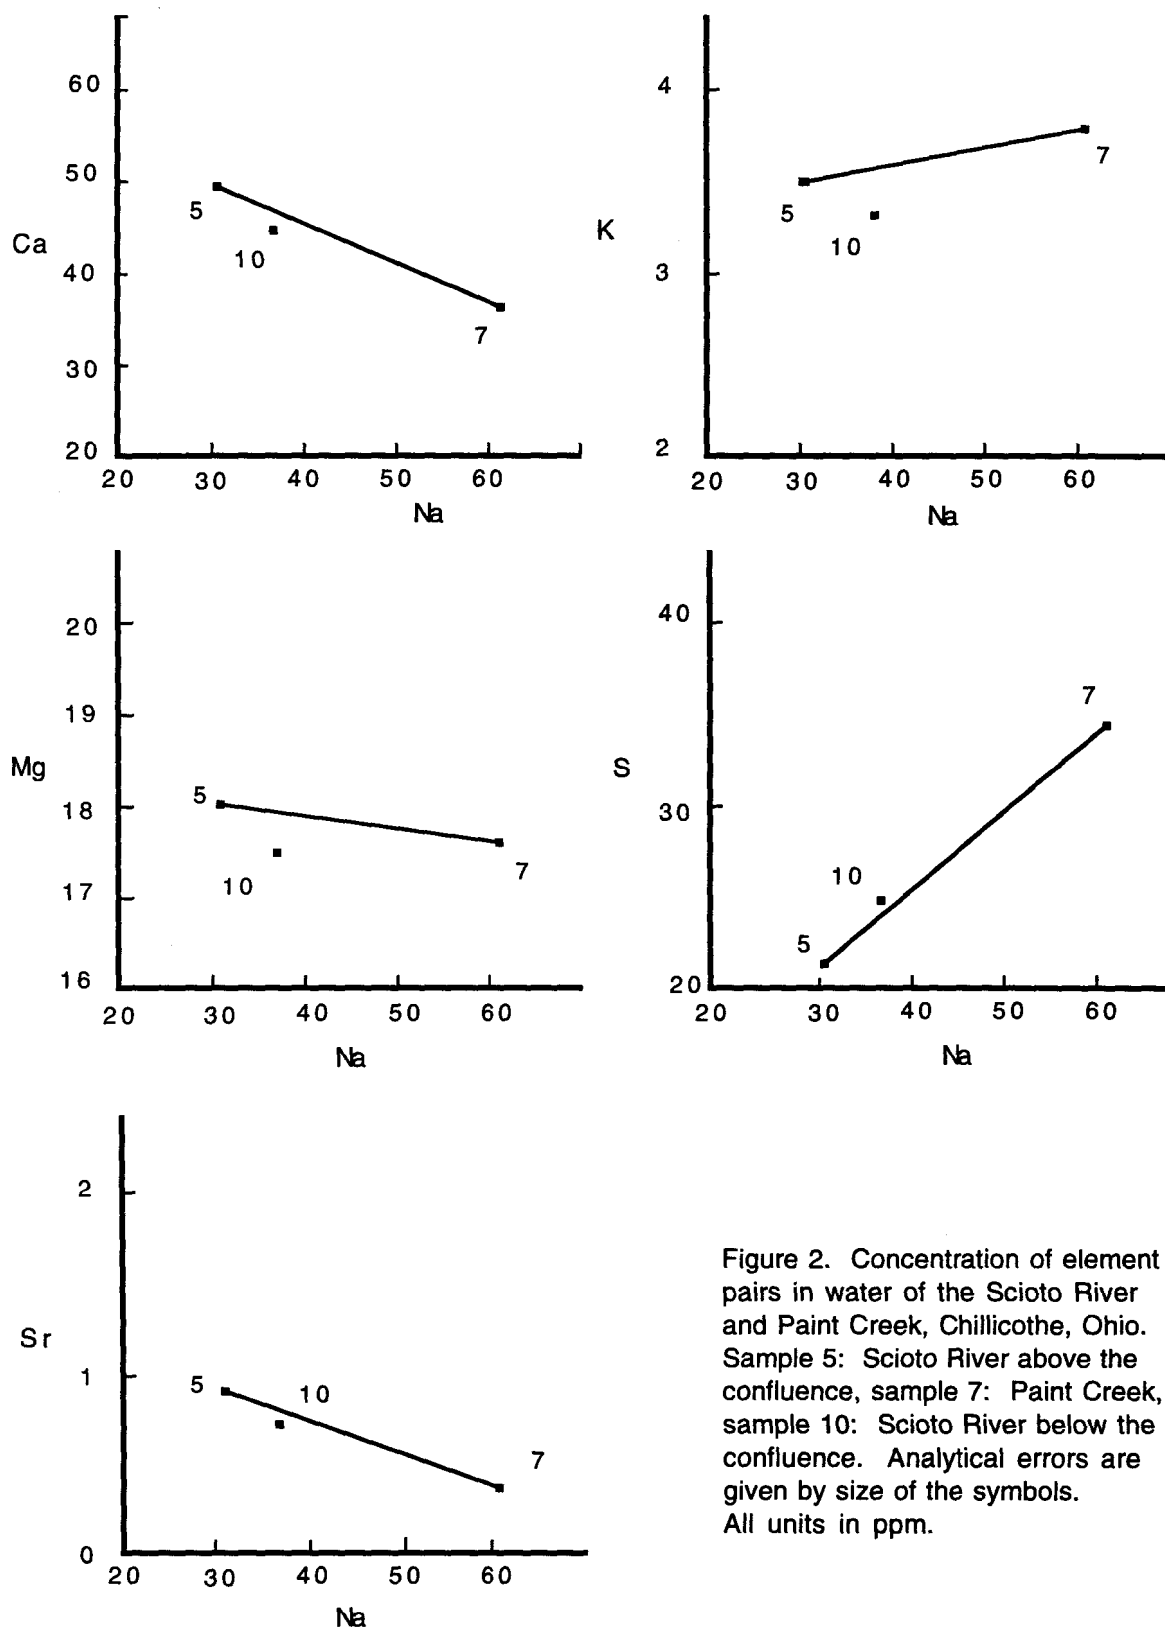 60
50
5
Ca
10
40
7
30
20
20 30 40 50 60
Na
4
7
5
K
10
3
2
20 30 40 50 60
Na
20
19
Mg
5
18
10
7
17
16
20 30 40 50 60
Na
40
7
S
30
10
5
20
20 30 40 50 60
Na
2
Sr
5 10
1
7
0
20 30 40 50 60
Na
Figure 2. Concentration of element
pairs in water of the Scioto River
and Paint Creek, Chillicothe, Ohio.
Sample 5: Scioto River above the
confluence, sample 7: Paint Creek,
sample 10: Scioto River below the
confluence. Analytical errors are
given by size of the symbols.
All units in ppm.